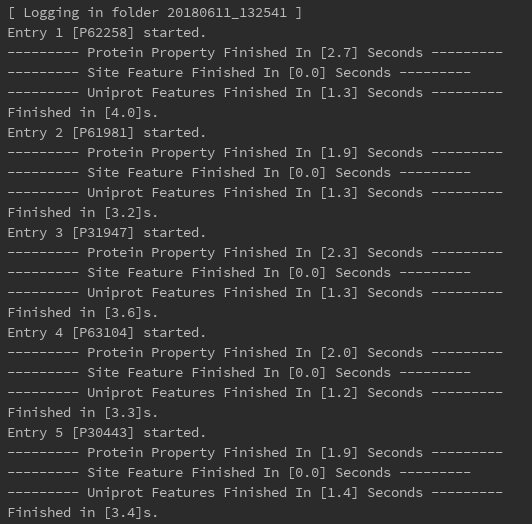 [ Logging in folder 20180611_132541 ]
Entry 1 [P62258] started.
--------- Protein Property Finished In [2.7] Seconds ---------
--------- Site Feature Finished In [0.0] Seconds ---------
--------- Uniprot Features Finished In [1.3] Seconds ---------
Finished in [4.0]s.
Entry 2 [P61981] started.
--------- Protein Property Finished In [1.9] Seconds ---------
--------- Site Feature Finished In [0.0] Seconds ---------
--------- Uniprot Features Finished In [1.3] Seconds ---------
Finished in [3.2]s.
Entry 3 [P31947] started.
--------- Protein Property Finished In [2.3] Seconds ---------
--------- Site Feature Finished In [0.0] Seconds ---------
--------- Uniprot Features Finished In [1.3] Seconds ---------
Finished in [3.6]s.
Entry 4 [P63104] started.
--------- Protein Property Finished In [2.0] Seconds ---------
--------- Site Feature Finished In [0.0] Seconds ---------
--------- Uniprot Features Finished In [1.2] Seconds ---------
Finished in [3.3]s.
Entry 5 [P30443] started.
--------- Protein Property Finished In [1.9] Seconds ---------
--------- Site Feature Finished In [0.0] Seconds ---------
--------- Uniprot Features Finished In [1.4] Seconds ---------
Finished in [3.4]s.